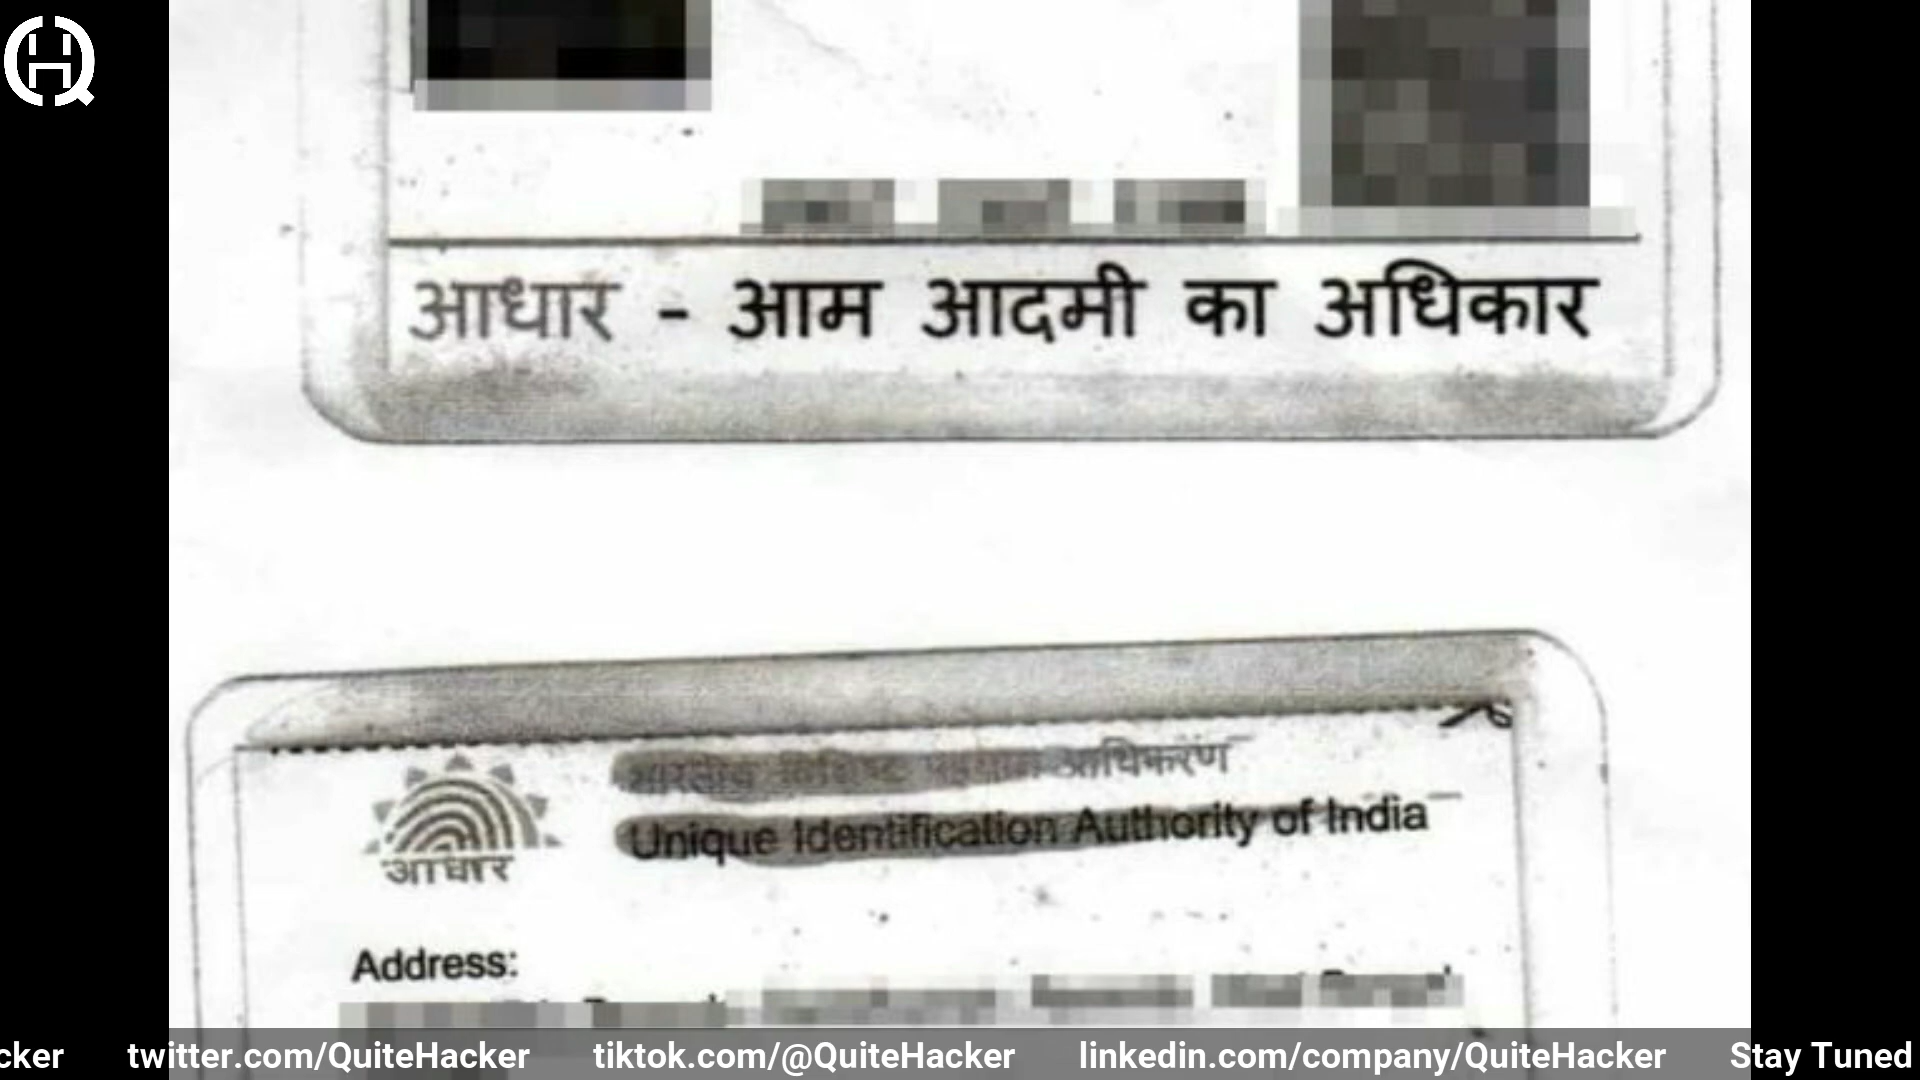 आधार - आम आदमी का अधिकार
भारतीय विशिष्ट पहचान आधिकरण
Unique Identification Authority of India
आधार
Address:
cker twitter.com/QuiteHacker tiktok.com/@QuiteHacker linkedin.com/company/QuiteHacker Stay Tuned